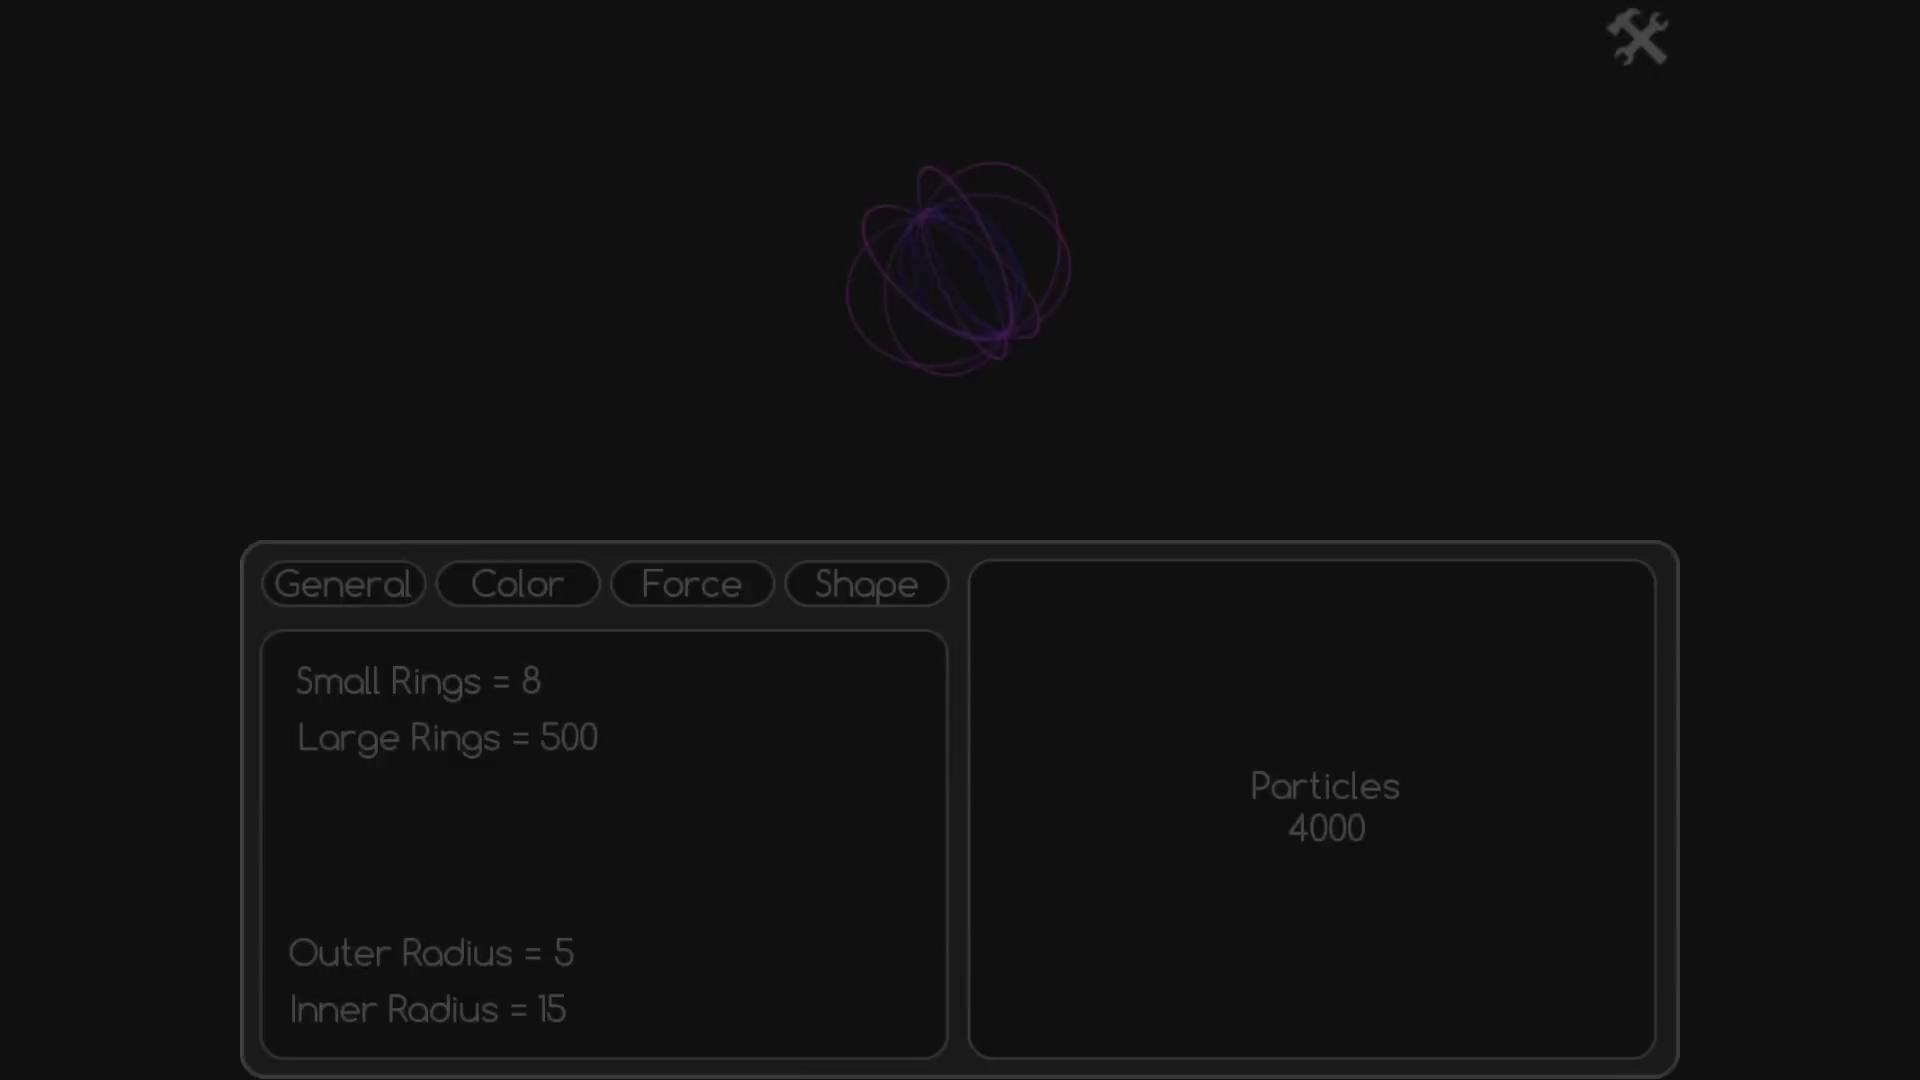 General Color Force Shape
Small Rings = 8
Large Rings = 500
Particles
4000
Outer Radius = 5
Inner Radius = 15